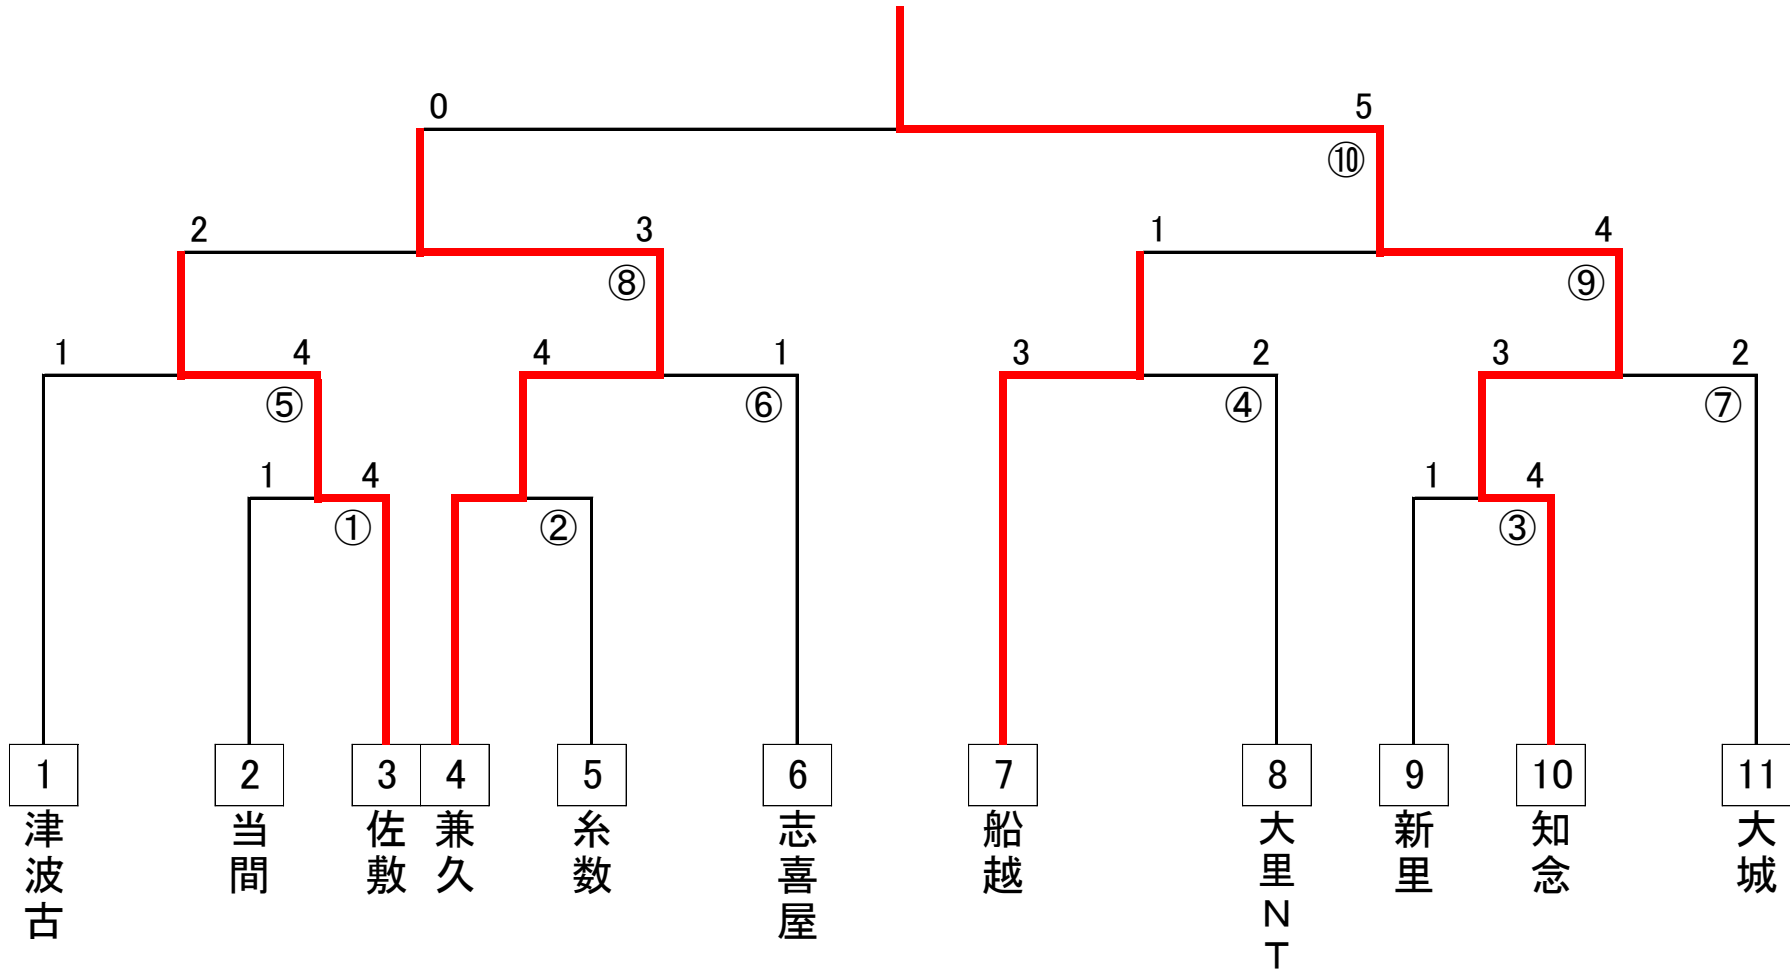 0 5
⑩
2 3 1 4
⑧ ⑨
1 4 4 1 3 2 3 2
⑤ ⑥ ④ ⑦
1 4 1 4
① ② ③
1 2 3 4 5 6 7 8 9 10 11
津波古
当間
佐敷
兼久
糸数
志喜屋
船越
大里ＮＴ
新里
知念
大城